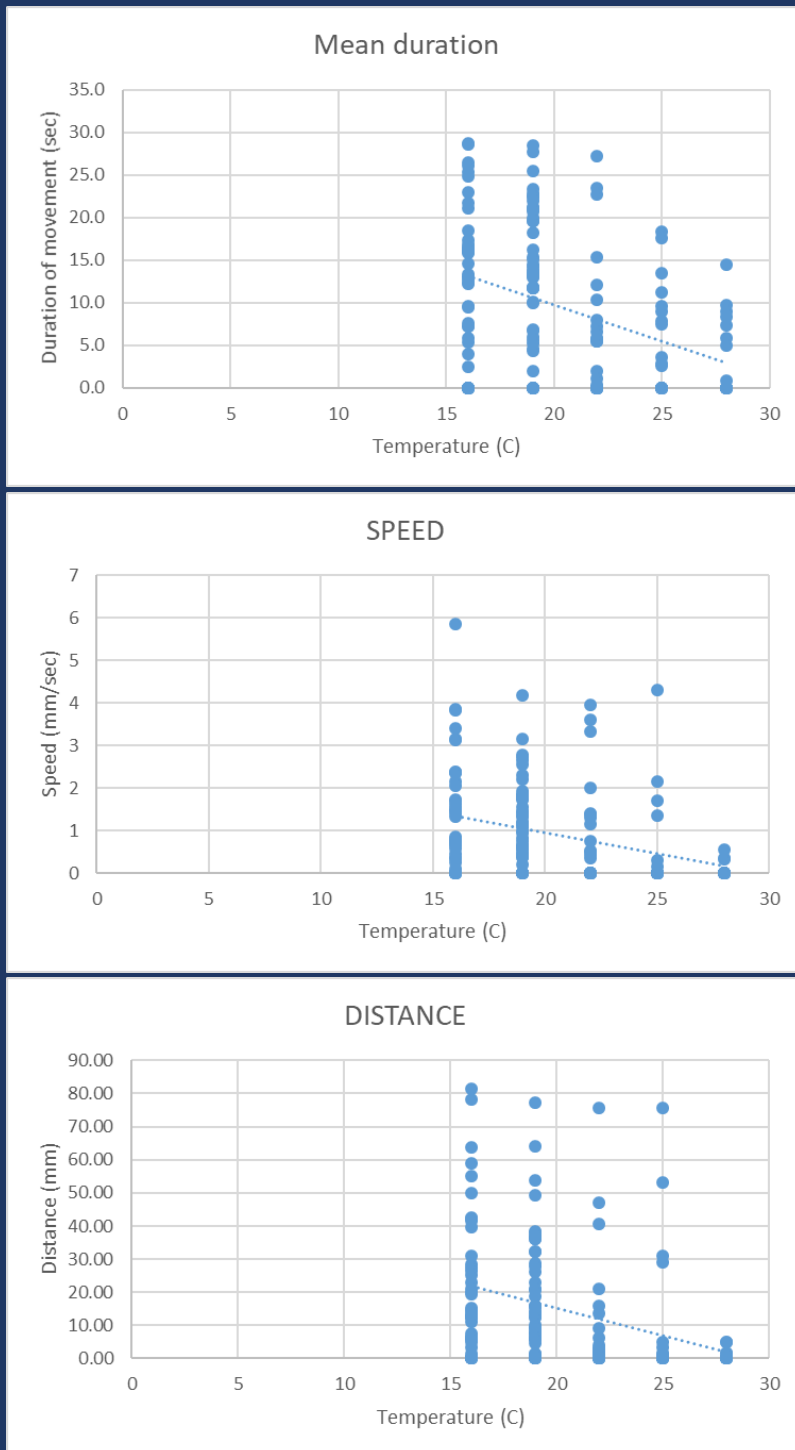 Mean duration
35.0
30.0
25.0
20.0
15.0
10.0
5.0
0.0
Duration of movement (sec)
0 5 10 15 20 25 30
Temperature (C)
SPEED
7
6
5
4
3
2
1
0
Speed (mm/sec)
0 5 10 15 20 25 30
Temperature (C)
DISTANCE
90.00
80.00
70.00
60.00
50.00
40.00
30.00
20.00
10.00
0.00
Distance (mm)
0 5 10 15 20 25 30
Temperature (C)